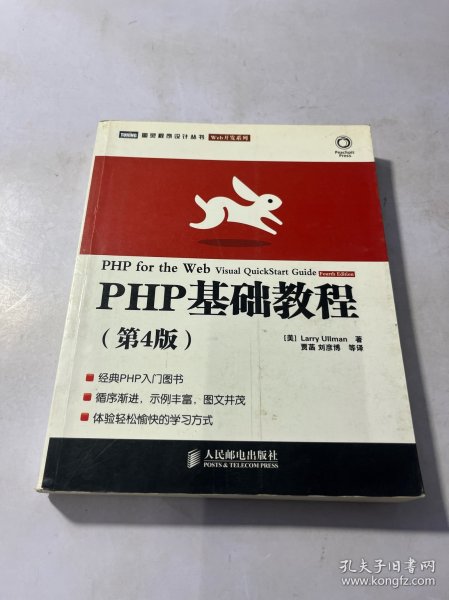 TURING 图灵程序设计丛书 Web开发系列
Peachpit
Press
PHP for the Web Visual QuickStart Guide Fourth Edition
PHP基础教程
（第4版）
［美］ Larry Ullman 著
贾菡 刘彦博 等译
■ 经典PHP入门图书
■ 循序渐进，示例丰富，图文并茂
■ 体验轻松愉快的学习方式
人民邮电出版社
POSTS & TELECOM PRESS
孔夫子旧书网
www.kongfz.com